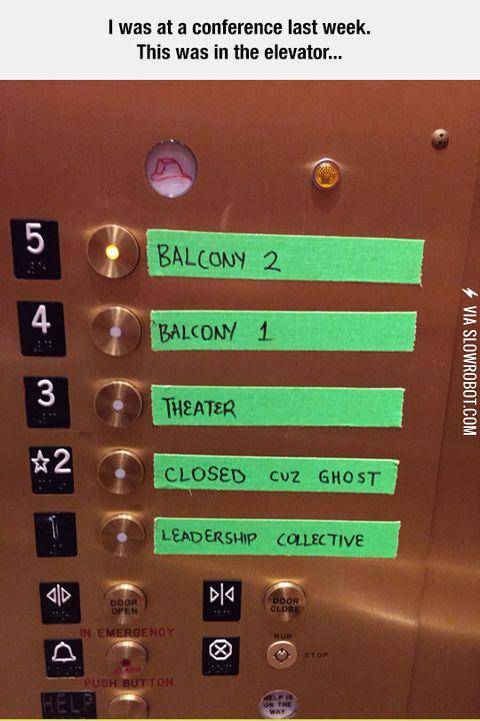 I was at a conference last week.
This was in the elevator...
5 BALCONY 2
4 BALCONY 1
3 THEATER
☆2 CLOSED CUZ GHOST
1 LEADERSHIP COLLECTIVE
DOOR OPEN
DOOR CLOSE
IN EMERGENCY
RUN
STOP
ALARM
PUSH BUTTON
HELP
HELP IS
ON THE
WAY
VIA SLOWROBOT.COM